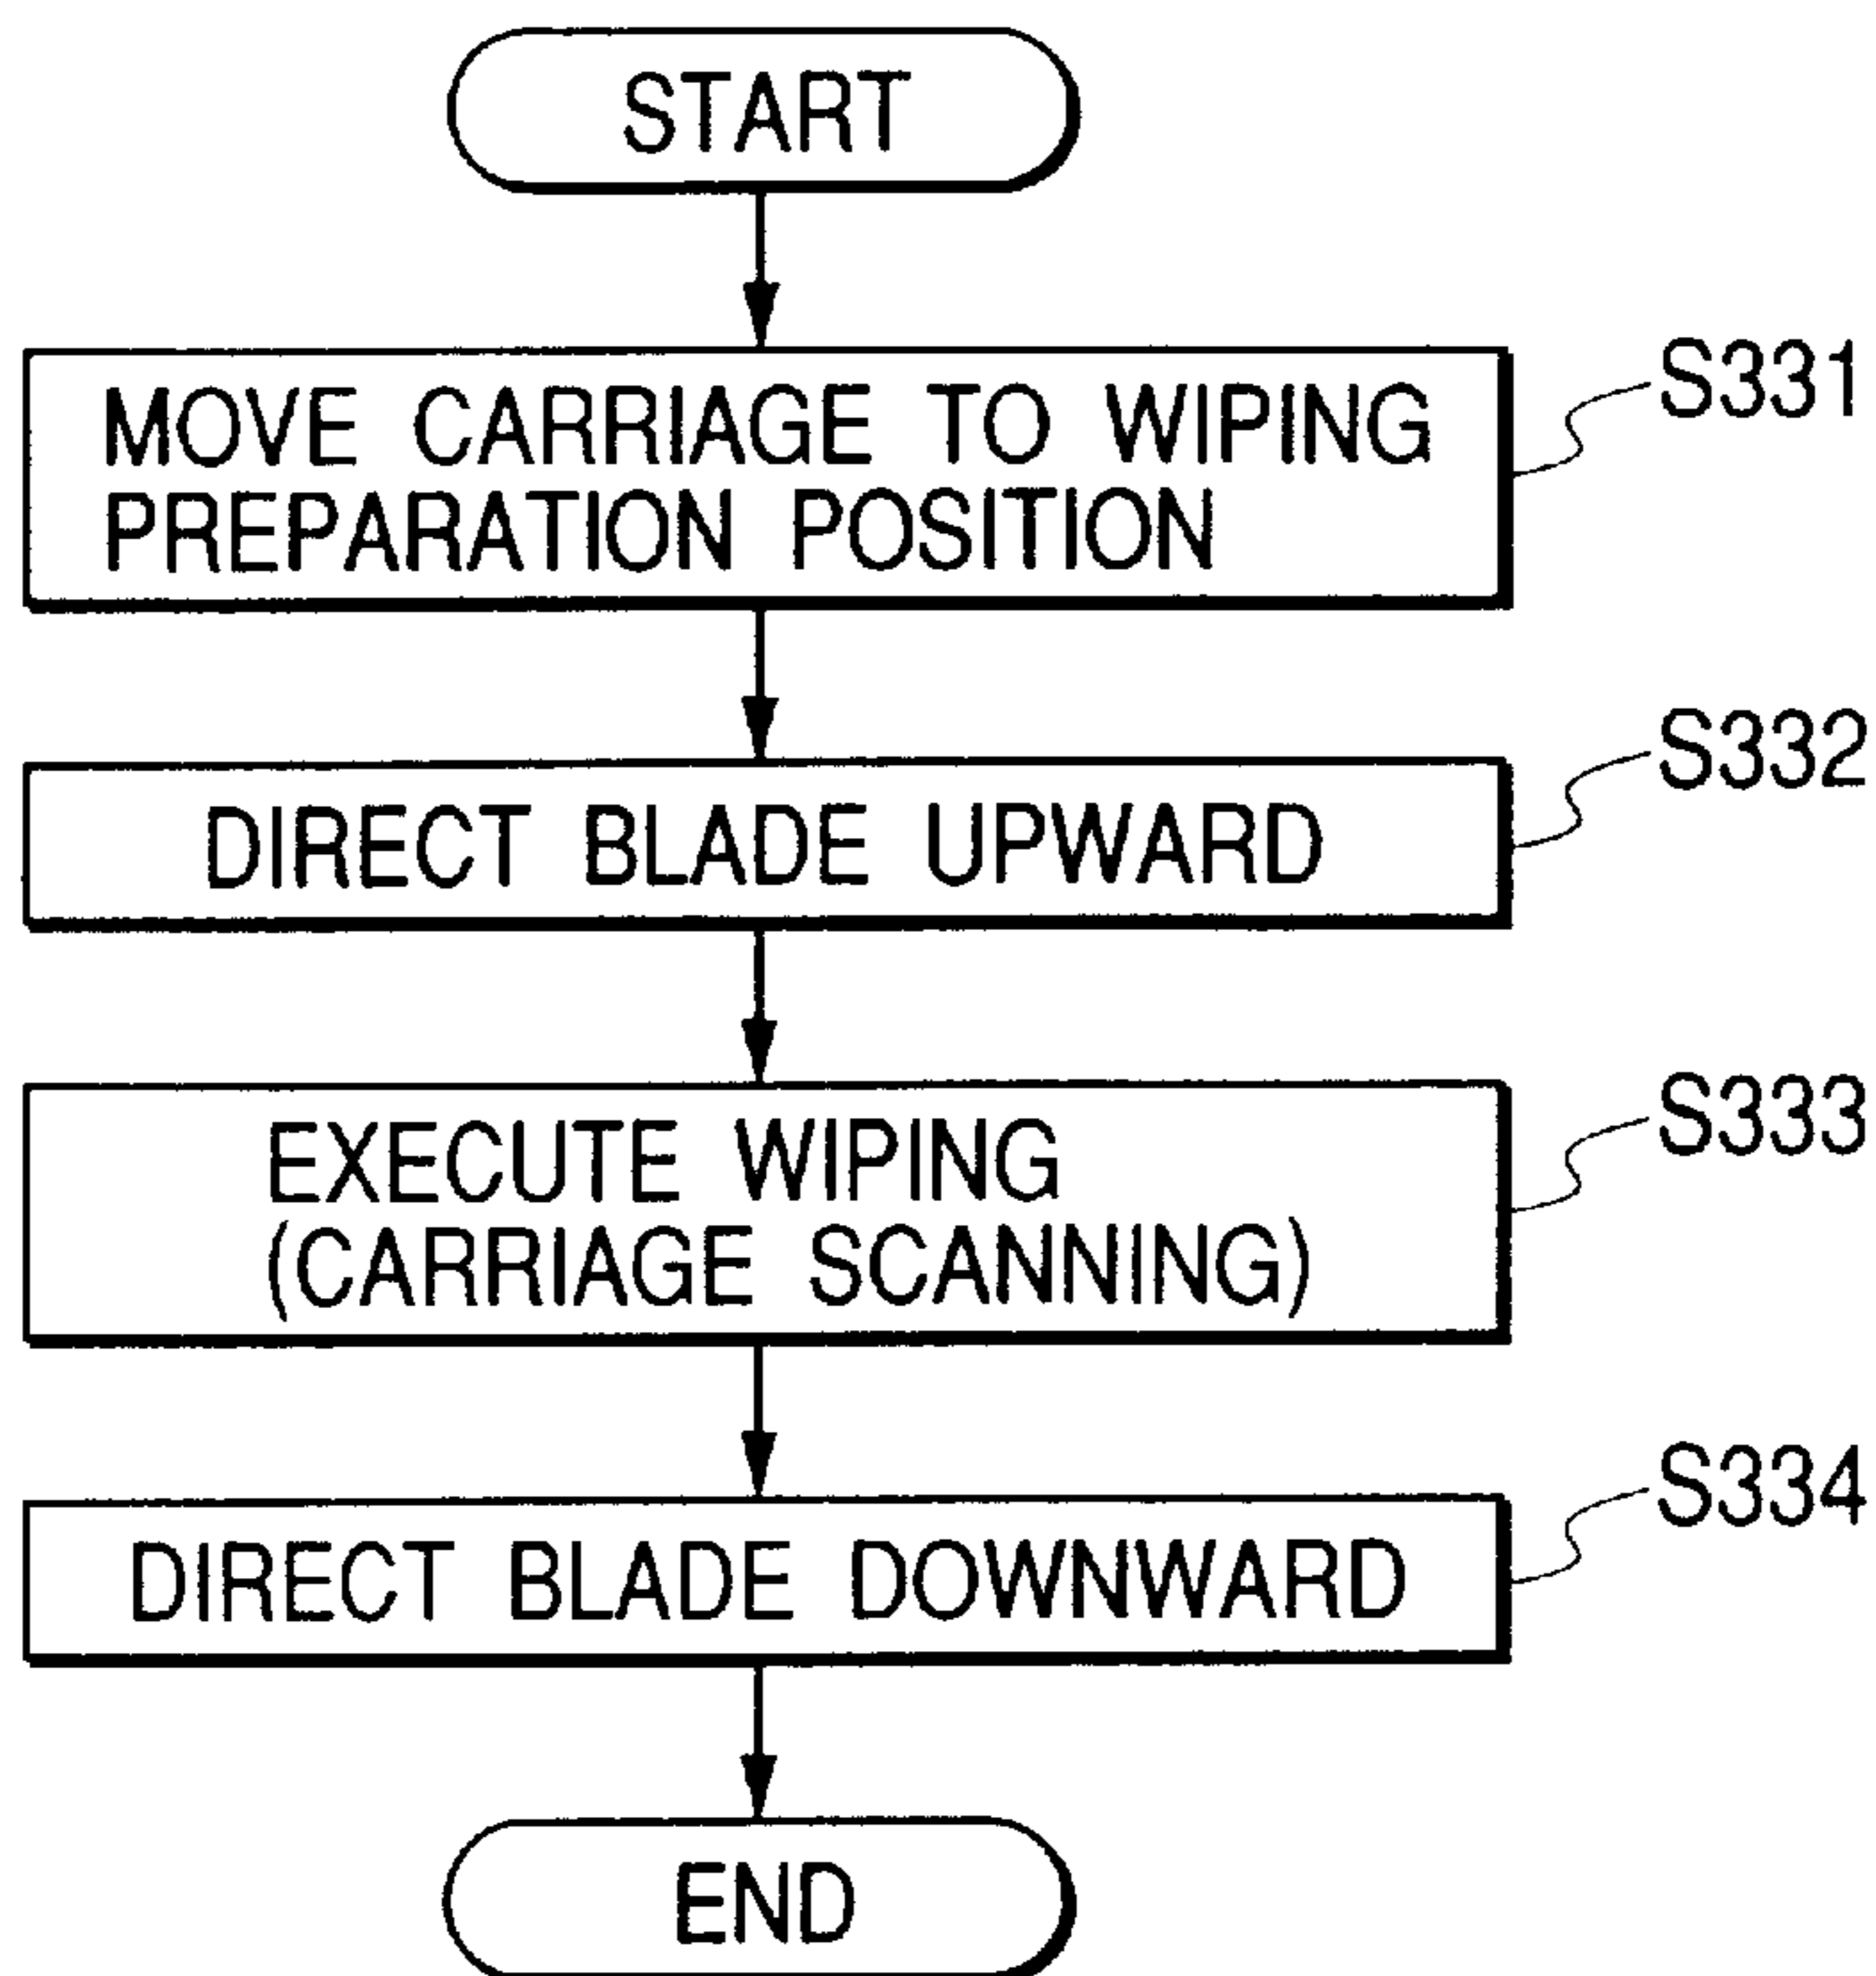 START
MOVE CARRIAGE TO WIPING
PREPARATION POSITION
S331
DIRECT BLADE UPWARD
S332
EXECUTE WIPING
(CARRIAGE SCANNING)
S333
DIRECT BLADE DOWNWARD
S334
END